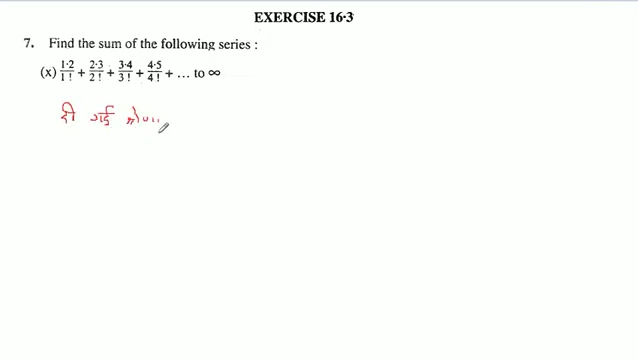 EXERCISE 16·3
7. Find the sum of the following series :
(x) 1·2/1! + 2·3/2! + 3·4/3! + 4·5/4! + ... to ∞
दी गई